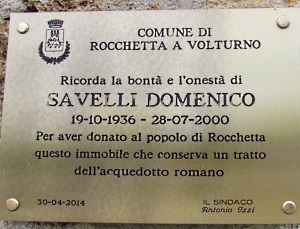 COMUNE DI
ROCCHETTA A VOLTURNO
Ricorda la bontà e l'onestà di
SAVELLI DOMENICO
19-10-1936 - 28-07-2000
Per aver donato al popolo di Rocchetta
questo immobile che conserva un tratto
dell'acquedotto romano
30-04-2014
IL SINDACO
Antonio Izzi